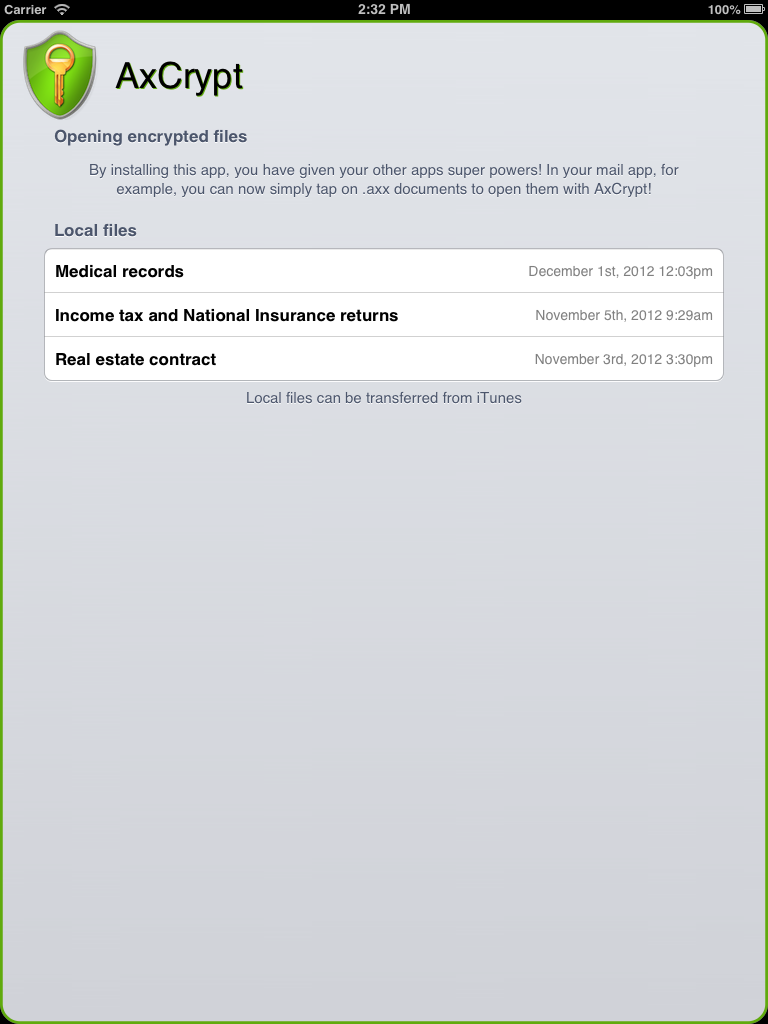 Carrier 2:32 PM 100%
AxCrypt
Opening encrypted files
By installing this app, you have given your other apps super powers! In your mail app, for
example, you can now simply tap on .axx documents to open them with AxCrypt!
Local files
Medical records December 1st, 2012 12:03pm
Income tax and National Insurance returns November 5th, 2012 9:29am
Real estate contract November 3rd, 2012 3:30pm
Local files can be transferred from iTunes